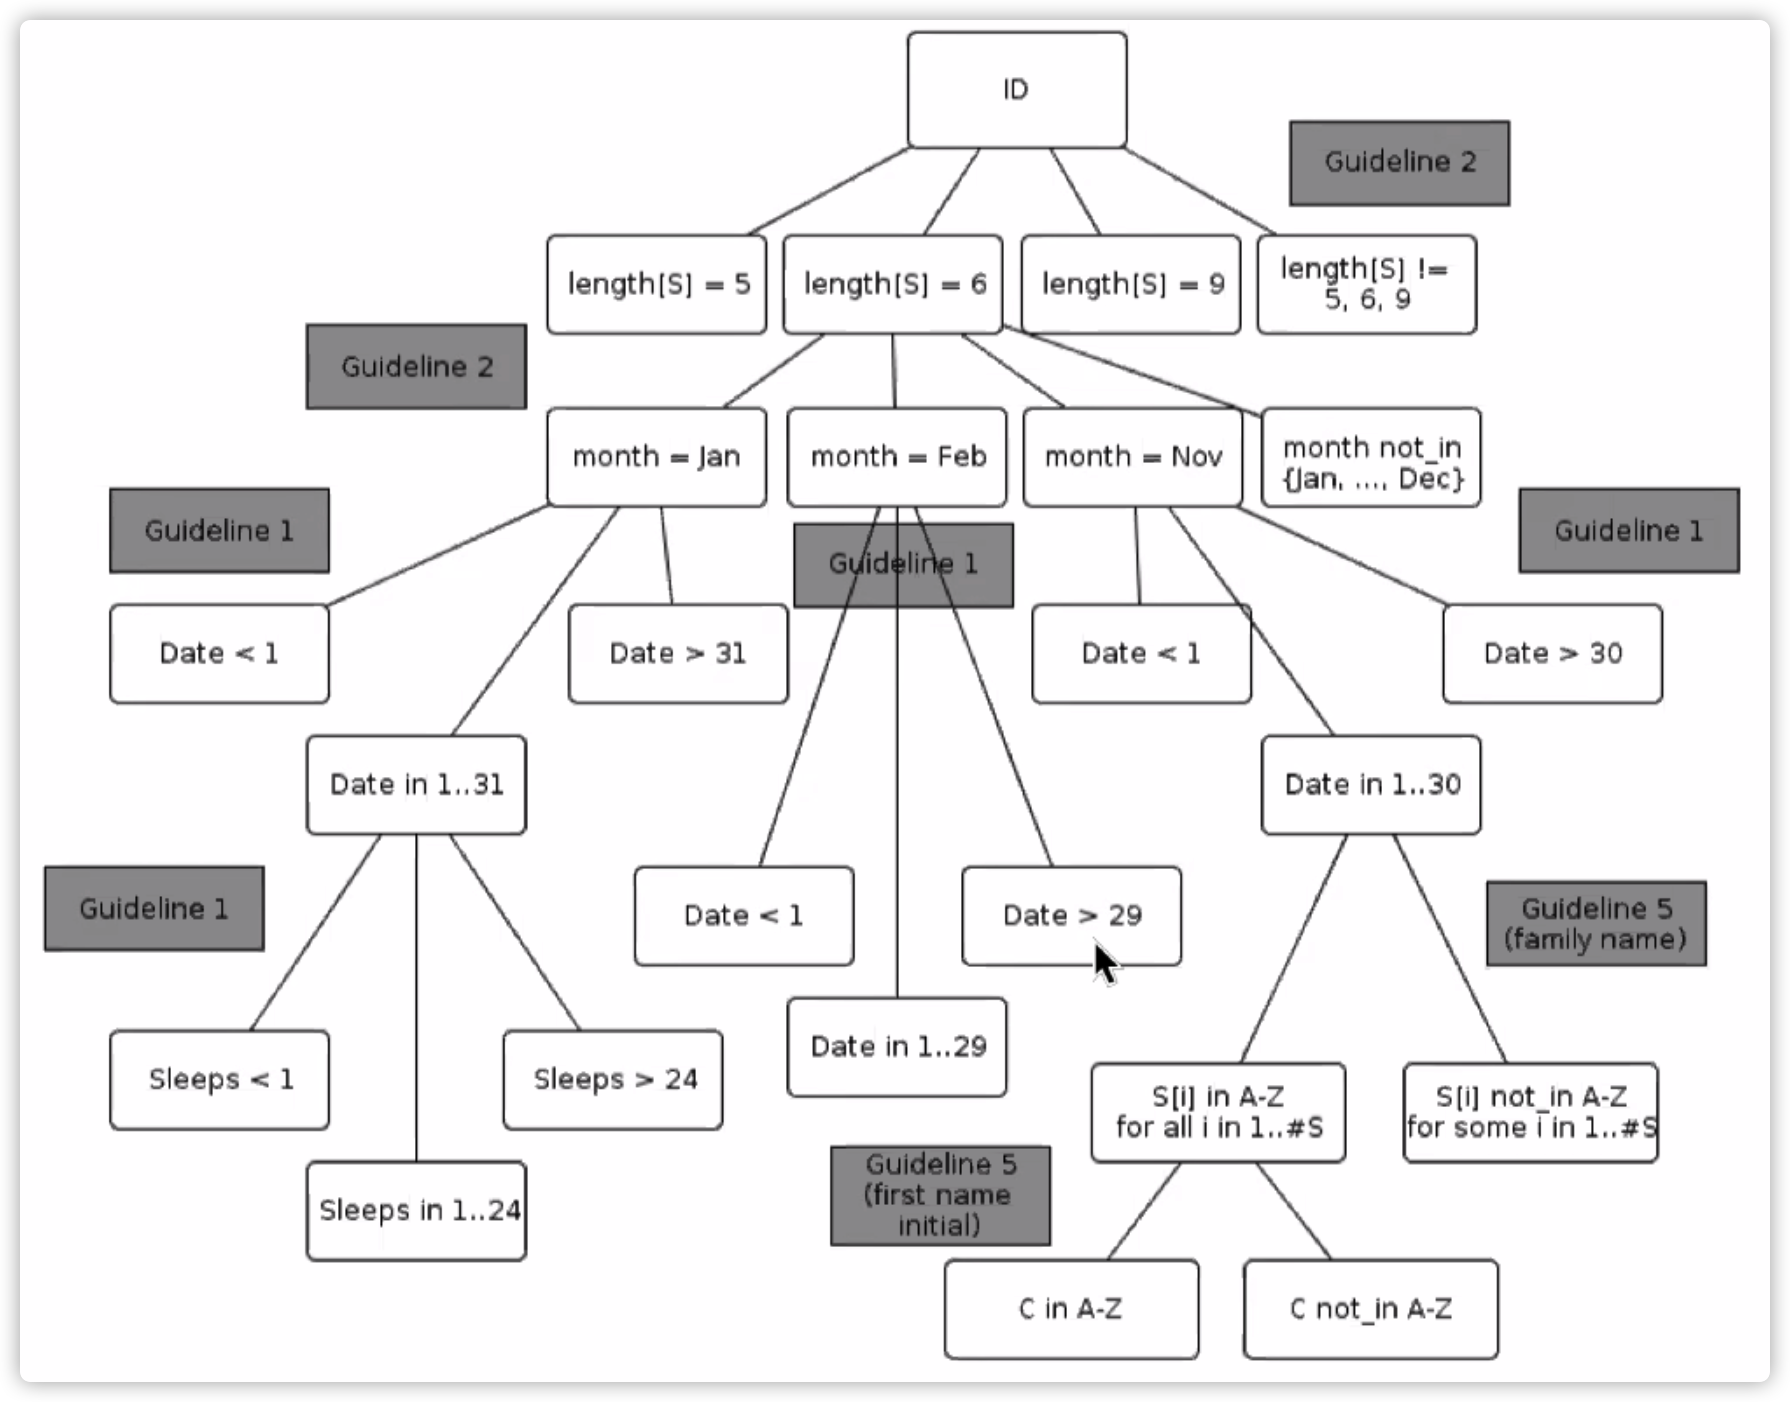 ID
Guideline 2
length[S] = 5
length[S] = 6
length[S] = 9
length[S] !=
5, 6, 9
Guideline 2
month = Jan
month = Feb
month = Nov
month not_in
{Jan, ..., Dec}
Guideline 1
Guideline 1
Guideline 1
Date < 1
Date > 31
Date < 1
Date > 30
Date in 1..31
Date in 1..30
Guideline 1
Date < 1
Date > 29
Guideline 5
(family name)
Date in 1..29
Sleeps < 1
Sleeps > 24
S[i] in A-Z
for all i in 1..#S
S[i] not_in A-Z
for some i in 1..#S
Sleeps in 1..24
Guideline 5
(first name
initial)
C in A-Z
C not_in A-Z